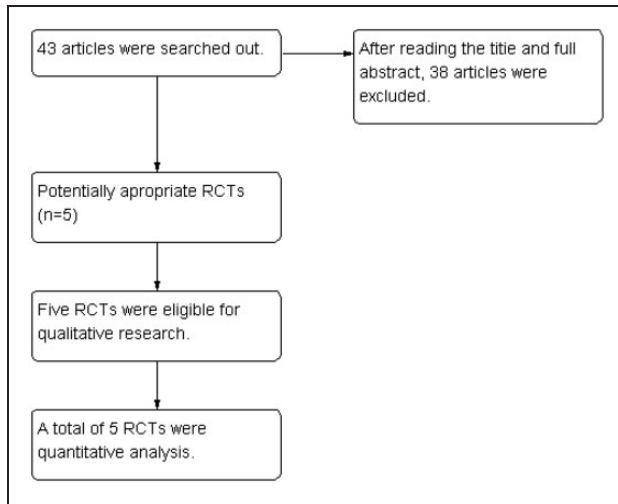 43 articles were searched out.
After reading the titie and full
abstract, 38 articles were
excluded.
Potentially apropriate RCTs
(n=5)
Five RCTs were eligible for
qualitative research.
A total of 5 RCTs were
quantitative analysis.